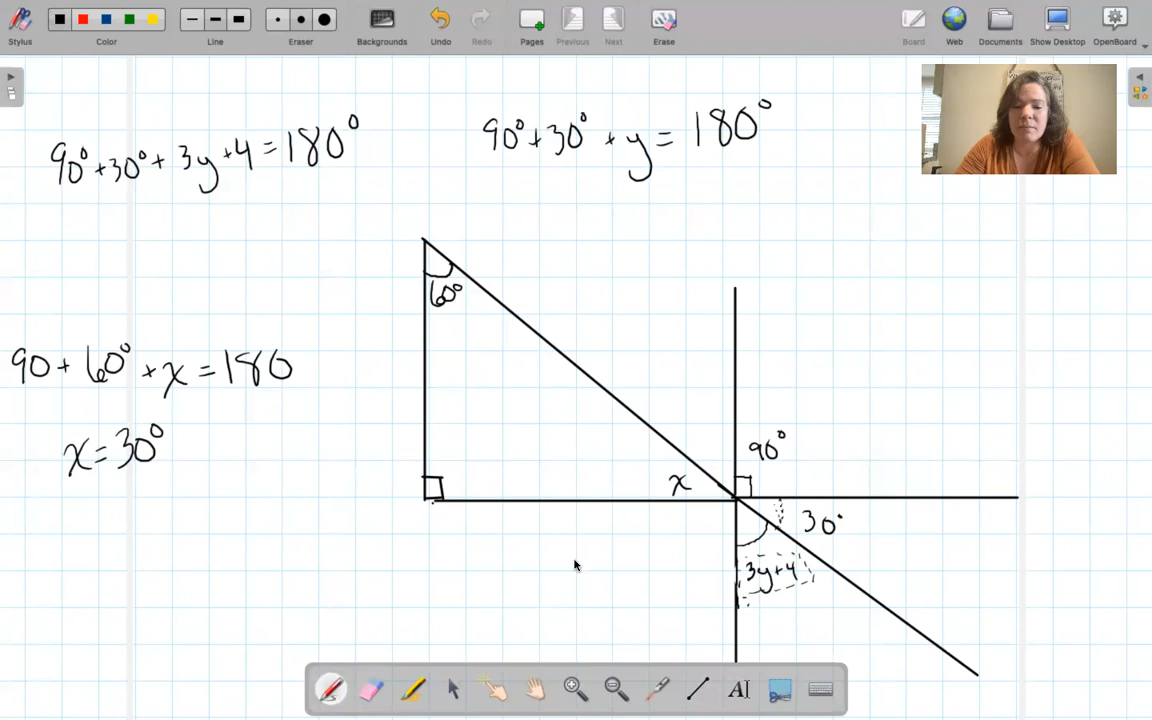 Stylus
Color
Line
Eraser
Backgrounds
Undo
Redo
Pages
Previous
Next
Erase
Board
Web
Documents
Show Desktop
OpenBoard
90° + 30° + 3y + 4 = 180°
90° + 30° + y = 180°
60°
90 + 60° + x = 180
x = 30°
90°
x
30°
3y+4